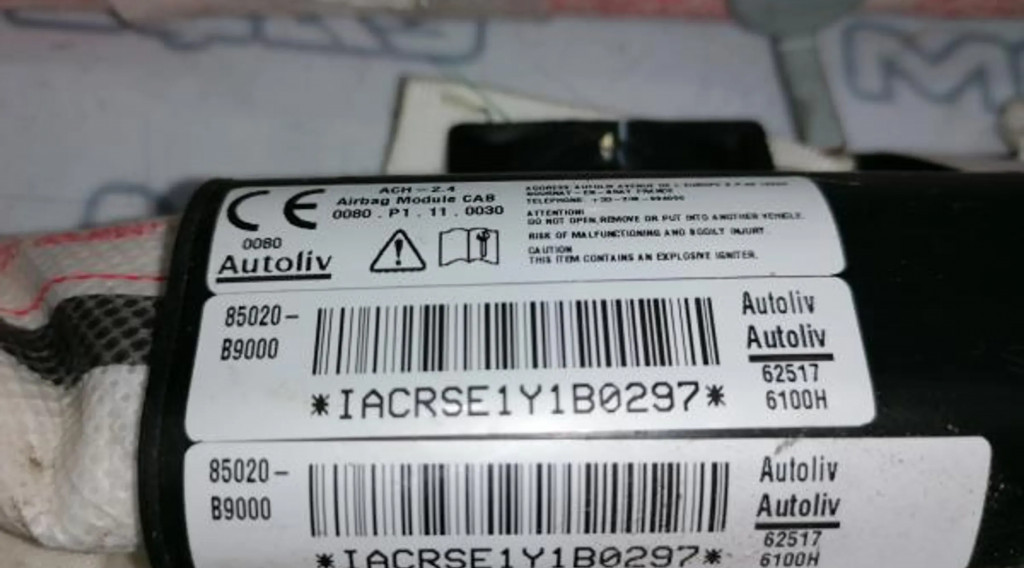 ACH - 2.4
Airbag Module CAB
0080 . P1 . 11 . 0030
CE
0080
Autoliv
ATTENTION!
DO NOT OPEN, REMOVE OR PUT INTO ANOTHER VEHICLE.
RISK OF MALFUNCTIONING AND BODILY INJURY.
CAUTION
THIS ITEM CONTAINS AN EXPLOSIVE IGNITER.
85020-
B9000
*IACRSE1Y1B0297*
Autoliv
Autoliv
62517
6100H
85020-
B9000
*IACRSE1Y1B0297*
Autoliv
Autoliv
62517
6100H